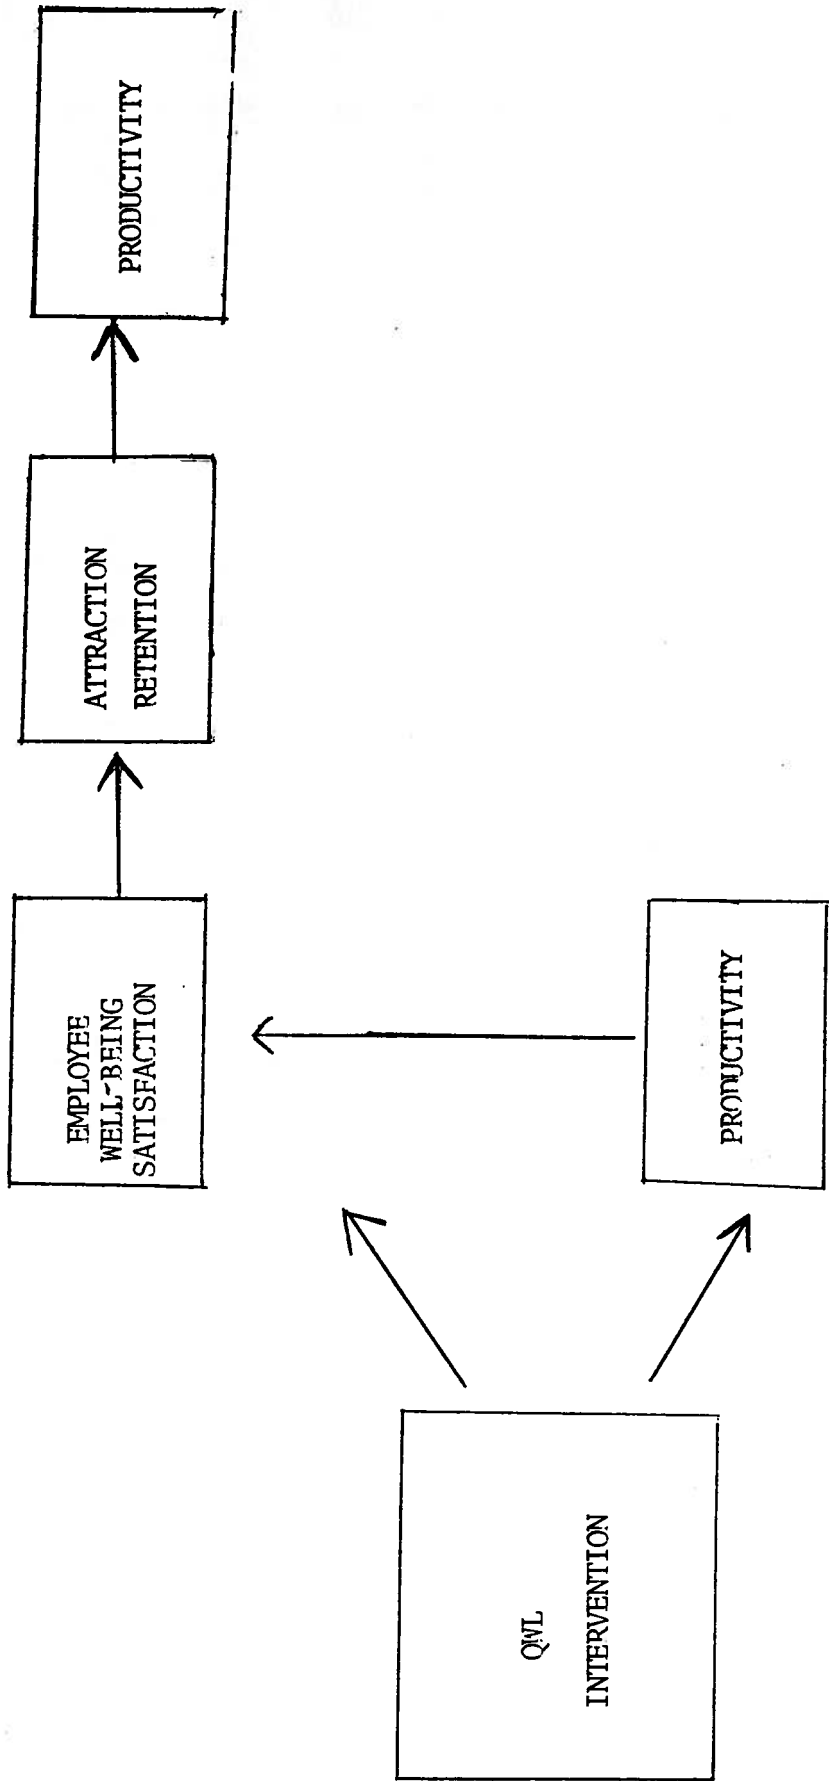 QWL
INTERVENTION
EMPLOYEE
WELL-BEING
SATISFACTION
PRODUCTIVITY
ATTRACTION
RETENTION
PRODUCTIVITY